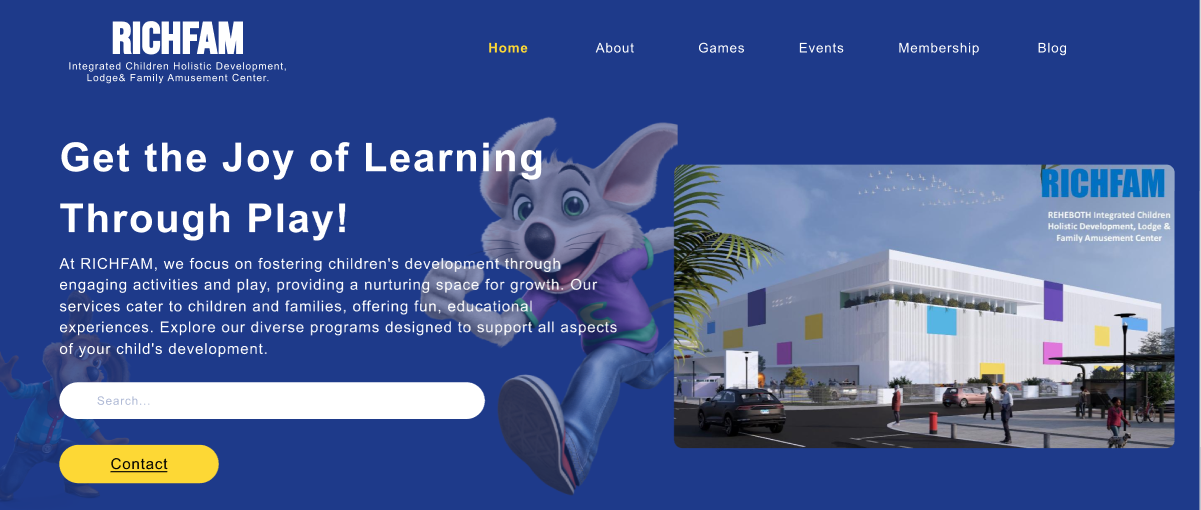 RICHFAM
Integrated Children Holistic Development,
Lodge& Family Amusement Center.
Home
About
Games
Events
Membership
Blog
Get the Joy of Learning
Through Play!
At RICHFAM, we focus on fostering children's development through
engaging activities and play, providing a nurturing space for growth. Our
services cater to children and families, offering fun, educational
experiences. Explore our diverse programs designed to support all aspects
of your child's development.
Search...
Contact
RICHFAM
REHEBOTH Integrated Children
Holistic Development, Lodge &
Family Amusement Center